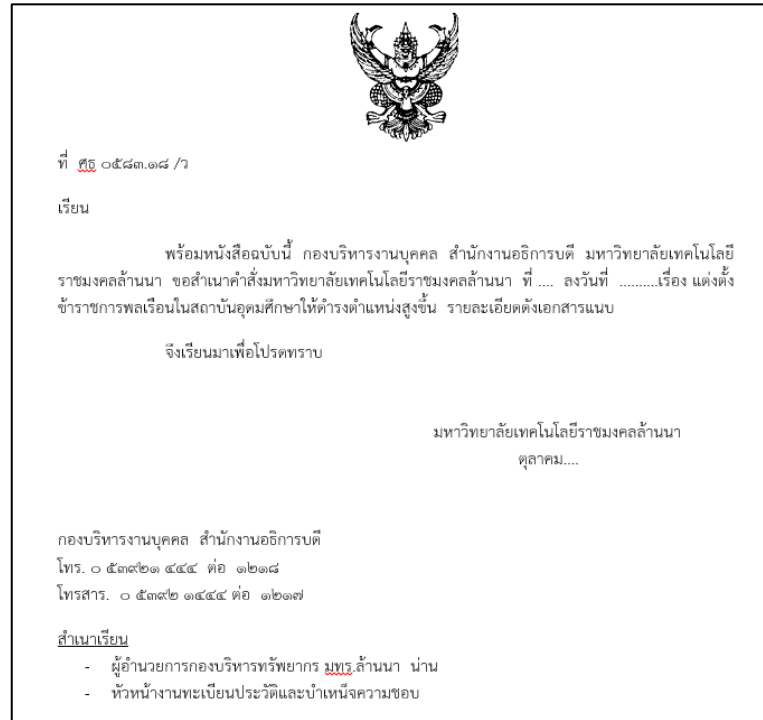 ที่ ศธ ๐๕๘๓.๑๘ /ว
เรียน
พร้อมหนังสือฉบับนี้ กองบริหารงานบุคคล สำนักงานอธิการบดี มหาวิทยาลัยเทคโนโลยี
ราชมงคลล้านนา ขอสำเนาคำสั่งมหาวิทยาลัยเทคโนโลยีราชมงคลล้านนา ที่ .... ลงวันที่ ..........เรื่อง แต่งตั้ง
ข้าราชการพลเรือนในสถาบันอุดมศึกษาให้ดำรงตำแหน่งสูงขึ้น รายละเอียดดังเอกสารแนบ
จึงเรียนมาเพื่อโปรดทราบ
มหาวิทยาลัยเทคโนโลยีราชมงคลล้านนา
ตุลาคม....
กองบริหารงานบุคคล สำนักงานอธิการบดี
โทร. ๐ ๕๓๙๒๑ ๔๔๔ ต่อ ๑๒๑๘
โทรสาร. ๐ ๕๓๙๒ ๑๔๔๔ ต่อ ๑๒๑๗
สำเนาเรียน
- ผู้อำนวยการกองบริหารทรัพยากร มทร.ล้านนา น่าน
- หัวหน้างานทะเบียนประวัติและบำเหน็จความชอบ